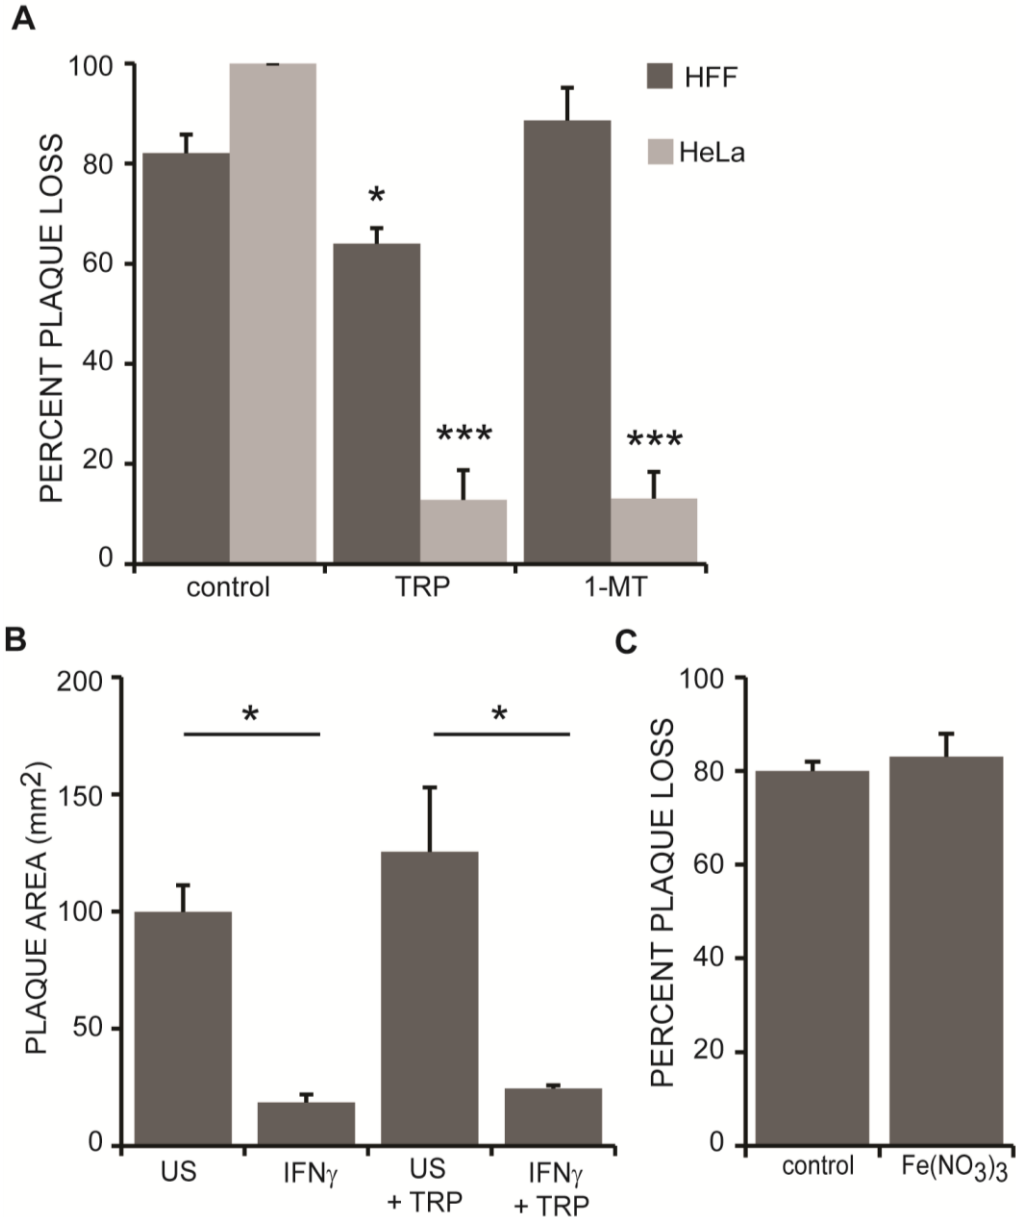 A
PERCENT PLAQUE LOSS
100
80
60
40
20
0
HFF
HeLa
*
***
***
control
TRP
1-MT
B
PLAQUE AREA (mm2)
200
150
100
50
0
*
*
US
IFNγ
US
+ TRP
IFNγ
+ TRP
C
PERCENT PLAQUE LOSS
100
80
60
40
20
0
control
Fe(NO3)3